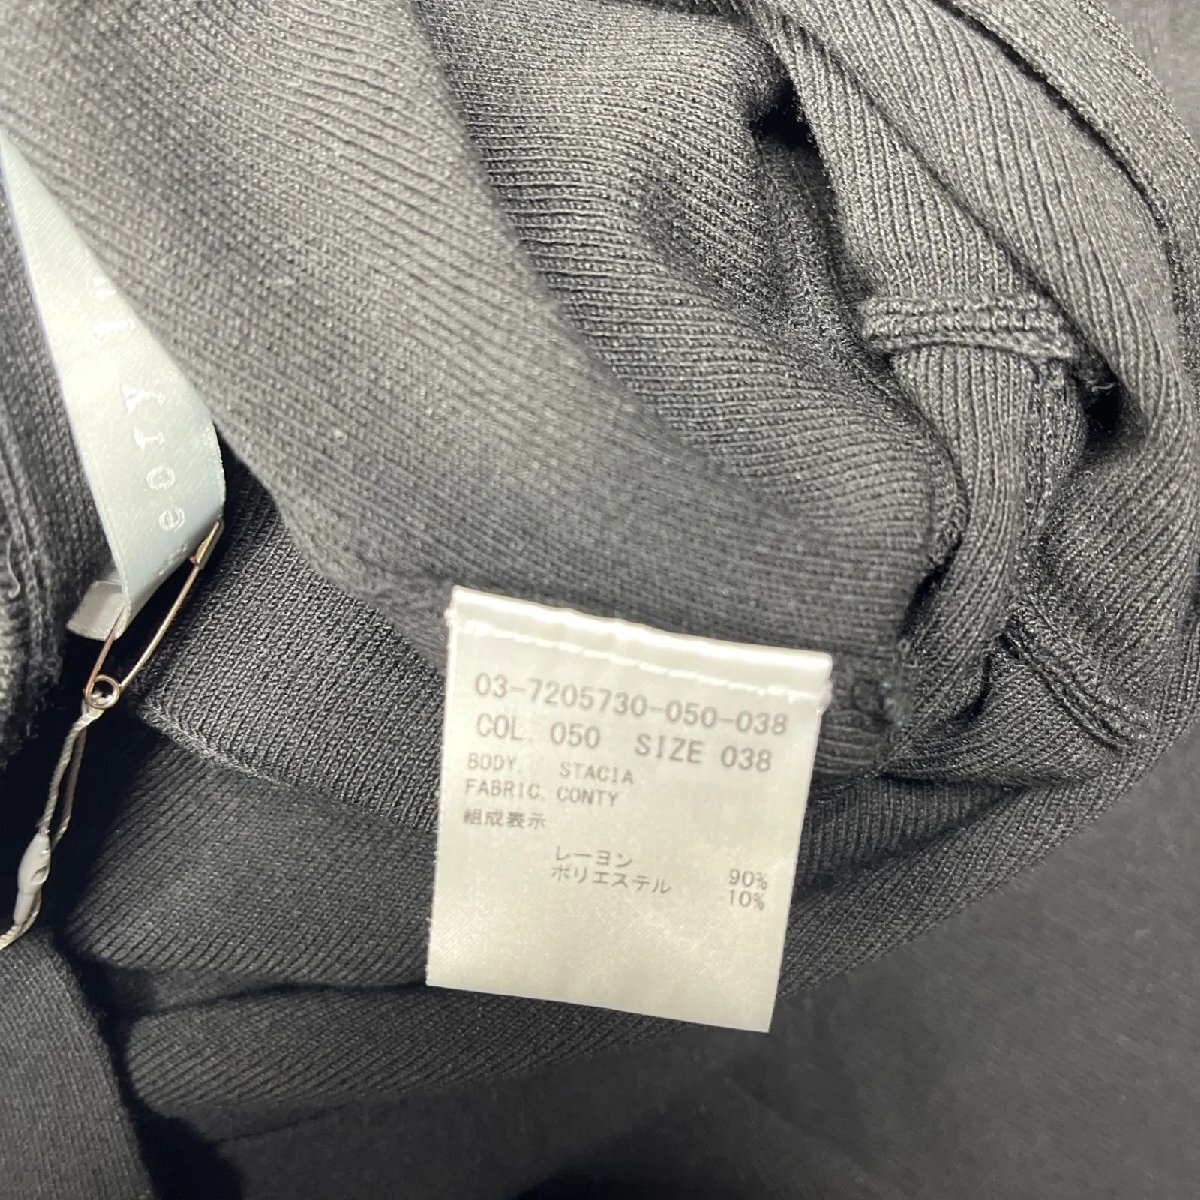 eory
03-7205730-050-038
COL. 050 SIZE 038
BODY. STACIA
FABRIC. CONTY
組成表示
レーヨン 90%
ポリエステル 10%